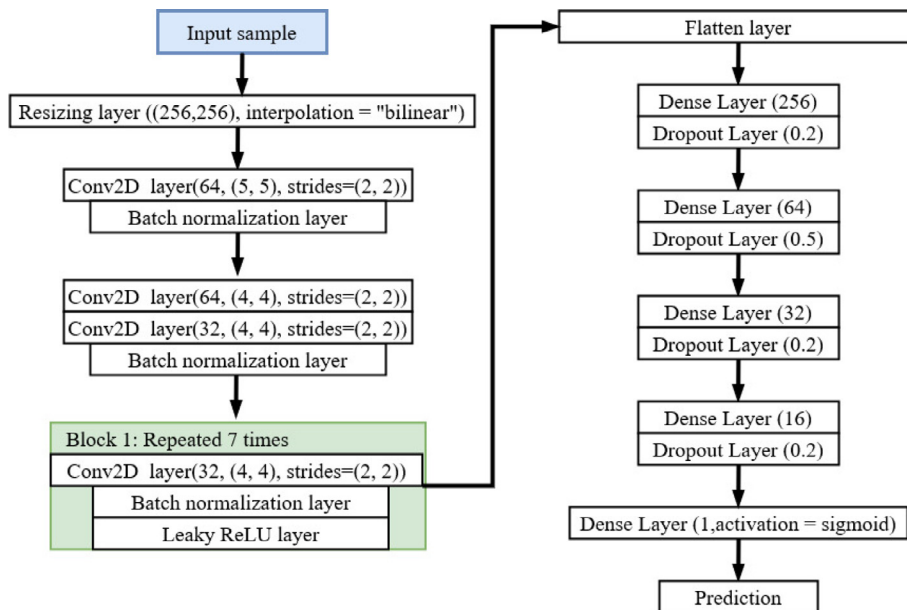 Input sample
Resizing layer ((256,256), interpolation = "bilinear")
Conv2D layer(64, (5, 5), strides=(2, 2))
Batch normalization layer
Conv2D layer(64, (4, 4), strides=(2, 2))
Conv2D layer(32, (4, 4), strides=(2, 2))
Batch normalization layer
Block 1: Repeated 7 times
Conv2D layer(32, (4, 4), strides=(2, 2))
Batch normalization layer
Leaky ReLU layer
Flatten layer
Dense Layer (256)
Dropout Layer (0.2)
Dense Layer (64)
Dropout Layer (0.5)
Dense Layer (32)
Dropout Layer (0.2)
Dense Layer (16)
Dropout Layer (0.2)
Dense Layer (1,activation = sigmoid)
Prediction